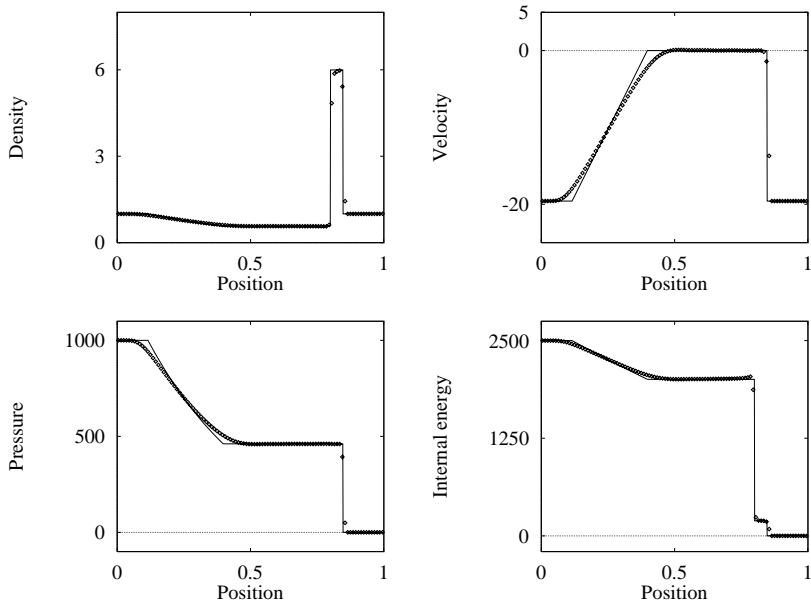 6
3
0
Density
0 0.5 1
Position
5
0
-20
Velocity
0 0.5 1
Position
1000
500
0
Pressure
0 0.5 1
Position
2500
1250
0
Internal energy
0 0.5 1
Position